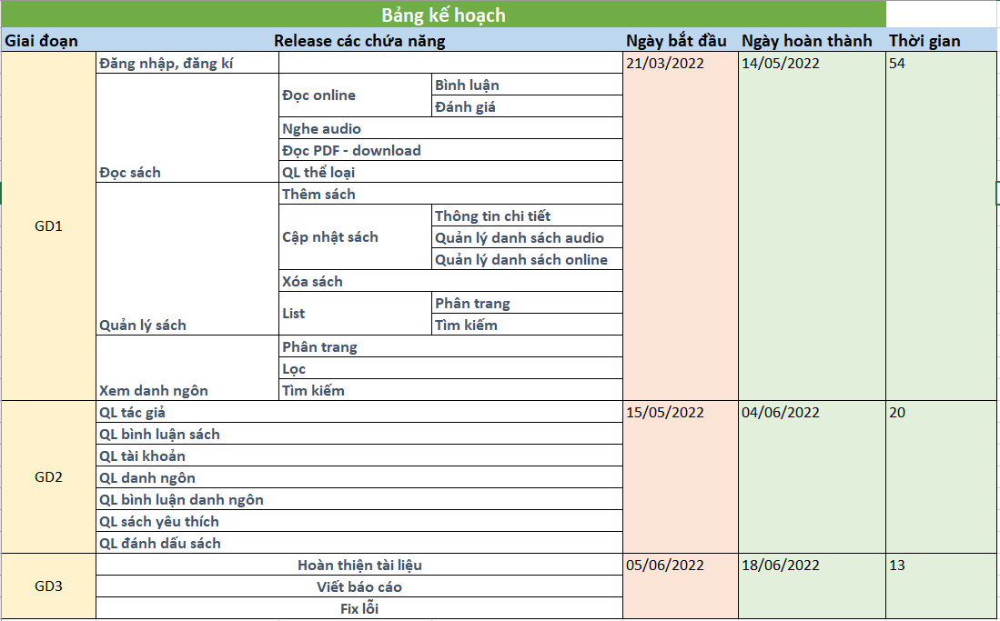 Bảng kế hoạch
Giai đoạn Release các chứa năng Ngày bắt đầu Ngày hoàn thành Thời gian
Đăng nhập, đăng kí 21/03/2022 14/05/2022 54
Bình luận
Đọc online
Đánh giá
Nghe audio
Đọc PDF - download
Đọc sách QL thể loại
Thêm sách
Thông tin chi tiết
GD1
Cập nhật sách Quản lý danh sách audio
Quản lý danh sách online
Xóa sách
Phân trang
List
Quản lý sách Tìm kiếm
Phân trang
Lọc
Xem danh ngôn Tìm kiếm
QL tác giả 15/05/2022 04/06/2022 20
QL bình luận sách
QL tài khoản
GD2 QL danh ngôn
QL bình luận danh ngôn
QL sách yêu thích
QL đánh dấu sách
Hoàn thiện tài liệu 05/06/2022 18/06/2022 13
GD3 Viết báo cáo
Fix lỗi